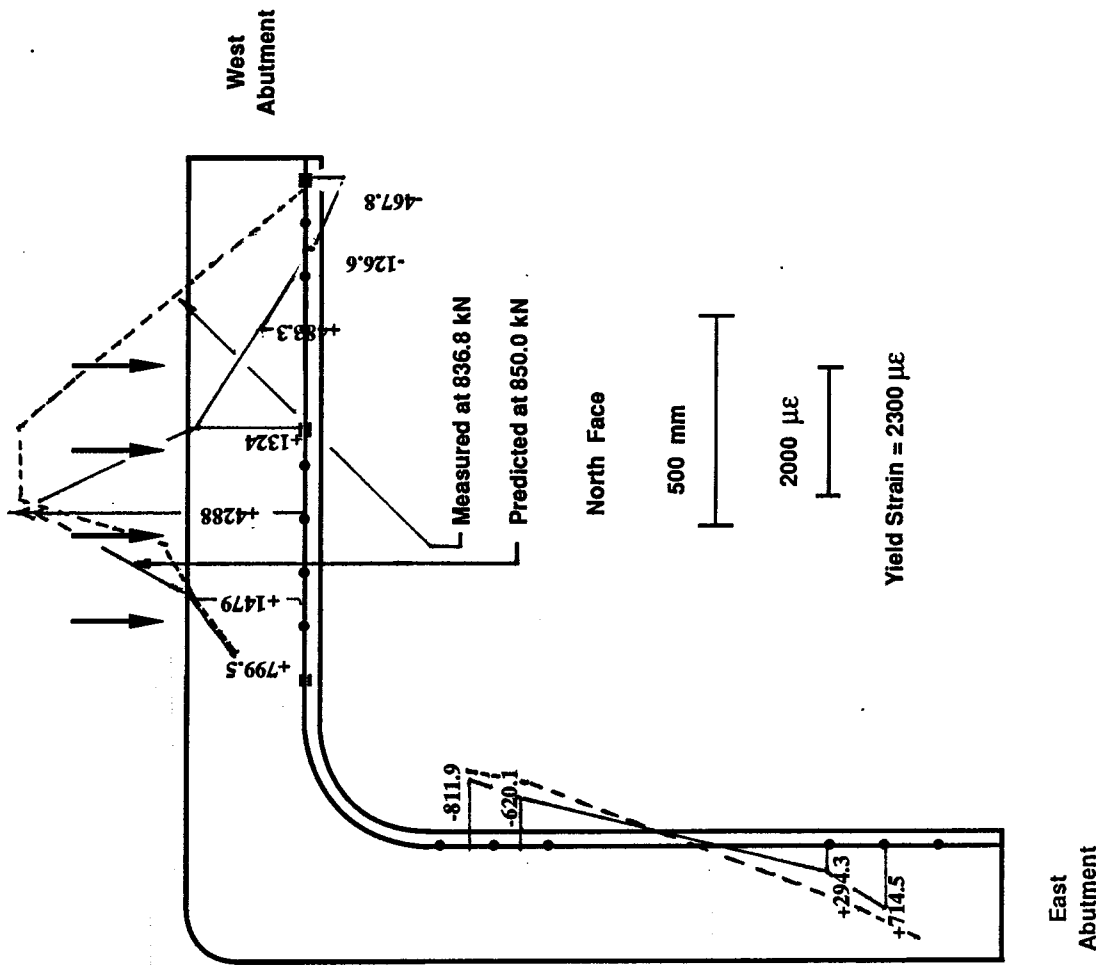 West
Abutment
-467.8
-126.6
+486.3
+1324
+4288
+1479
+799.5
Measured at 836.8 kN
Predicted at 850.0 kN
North Face
500 mm
2000 µε
Yield Strain = 2300 µε
-811.9
-620.1
+294.3
+714.5
East
Abutment